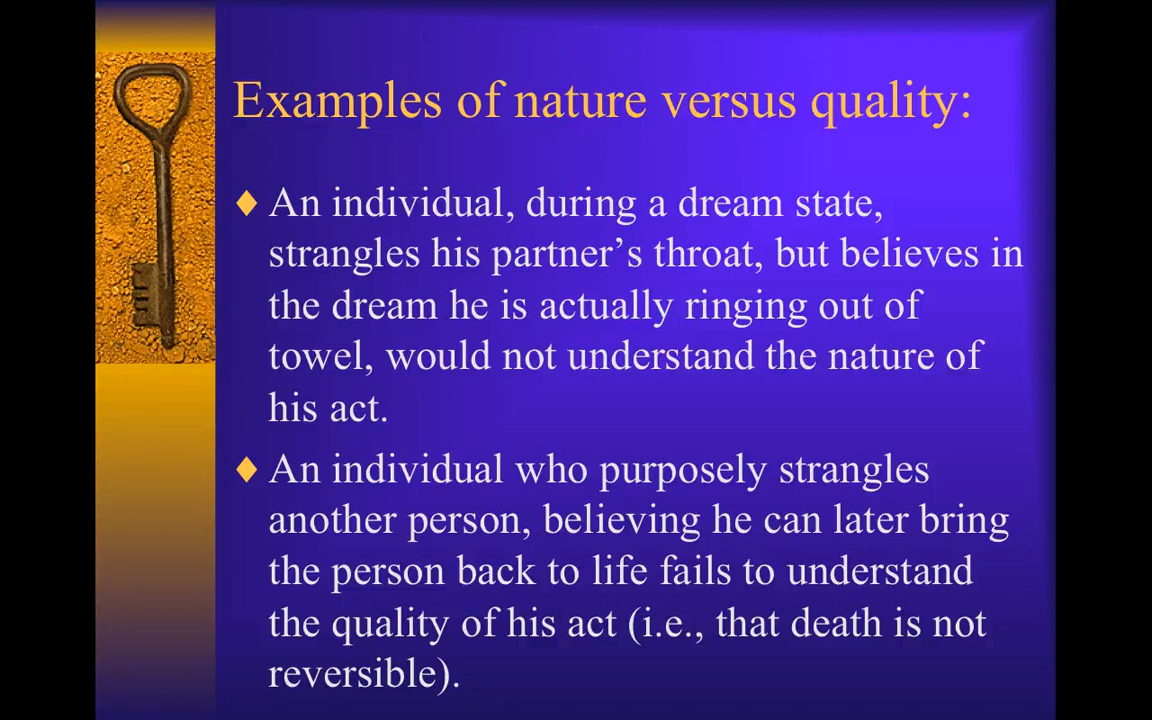 Examples of nature versus quality:
An individual, during a dream state,
strangles his partner’s throat, but believes in
the dream he is actually ringing out of
towel, would not understand the nature of
his act.
An individual who purposely strangles
another person, believing he can later bring
the person back to life fails to understand
the quality of his act (i.e., that death is not
reversible).